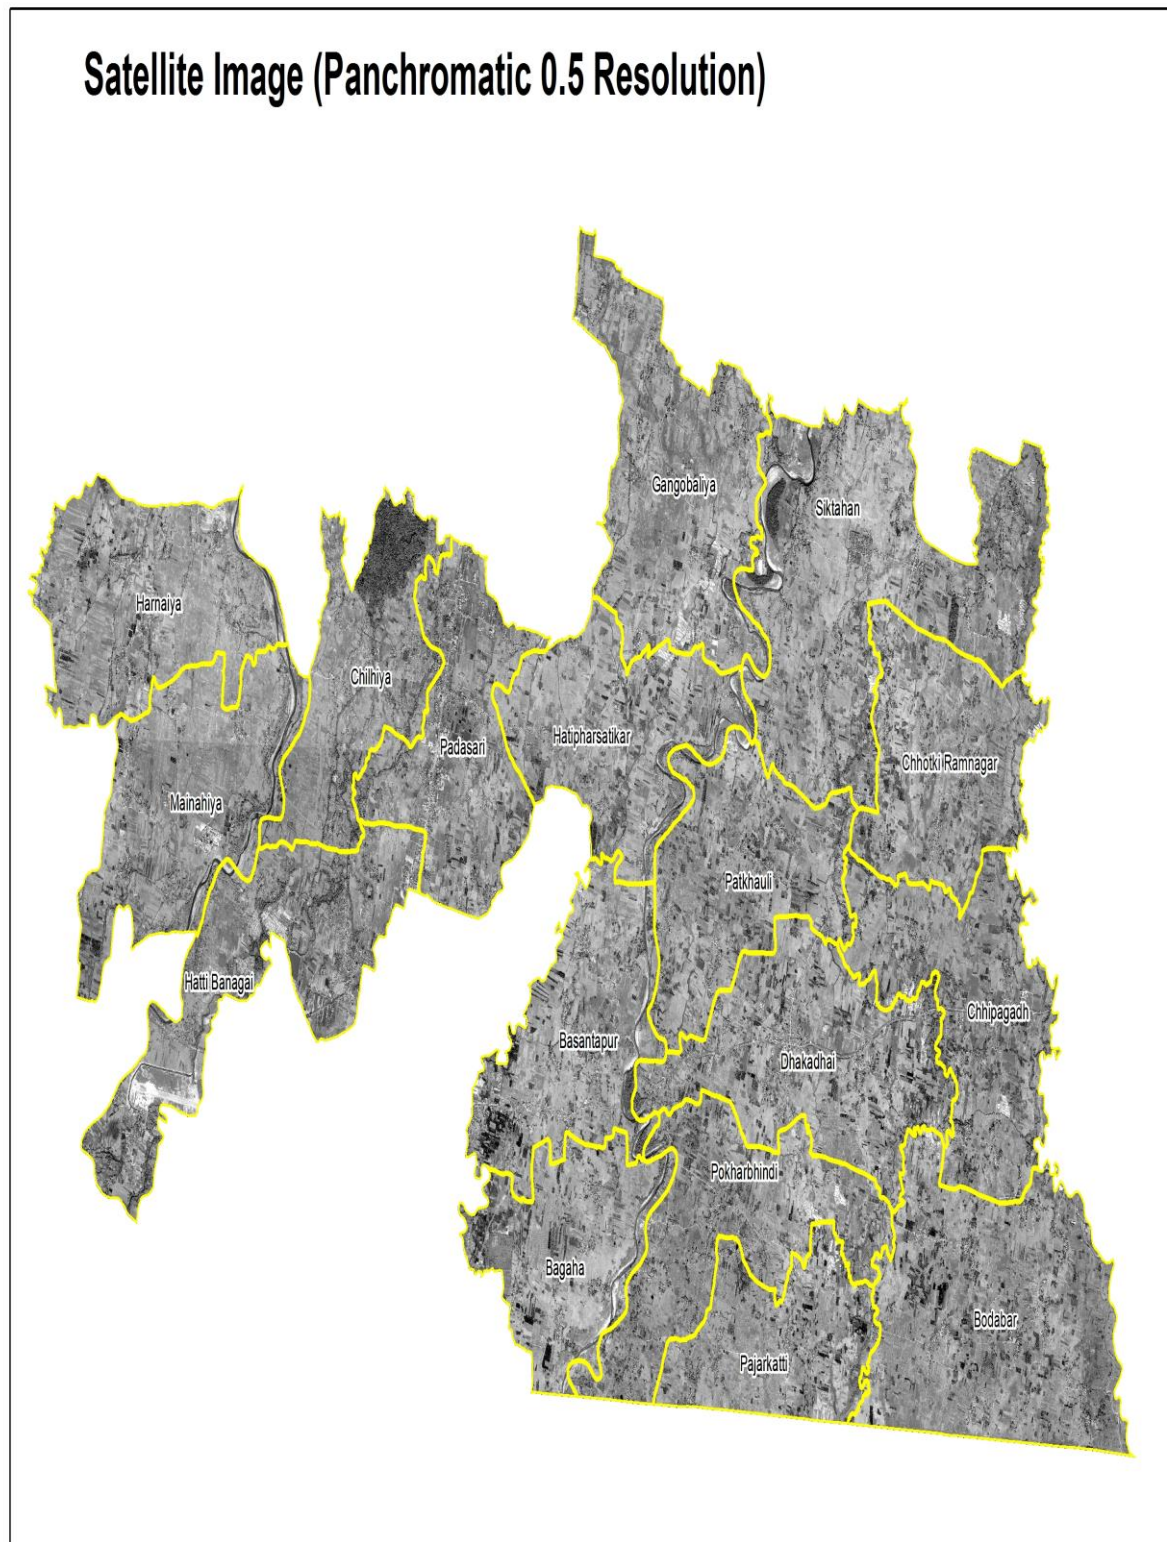 Satellite Image (Panchromatic 0.5 Resolution)
Gangobaliya
Siktahan
Harnaiya
Chilhiya
Hatipharsatikar
Padasari
Chhotki Ramnagar
Mainahiya
Patkhauli
Hatti Banagai
Chhipagadh
Basantapur
Dhakadhai
Pokharbhindi
Bagaha
Bodabar
Pajarkatti